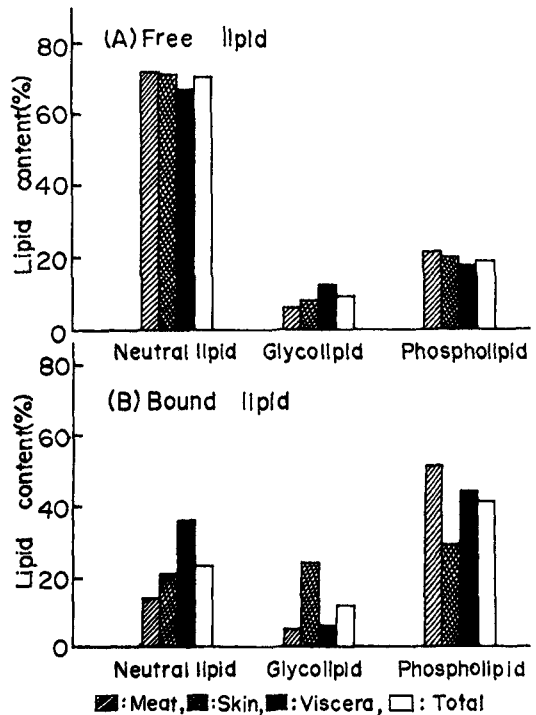 (A) Free lipid
80
60
40
20
0
Lipid content(%)
Neutral lipid Glycolipid Phospholipid
(B) Bound lipid
80
60
40
20
0
Lipid content(%)
Neutral lipid Glycolipid Phospholipid
:Meat, :Skin, :Viscera, : Total